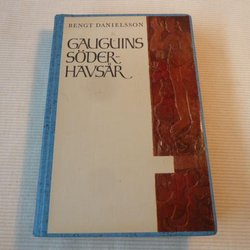 BENGT DANIELSSON
GAUGUINS
SÖDER-
HAVSÅR